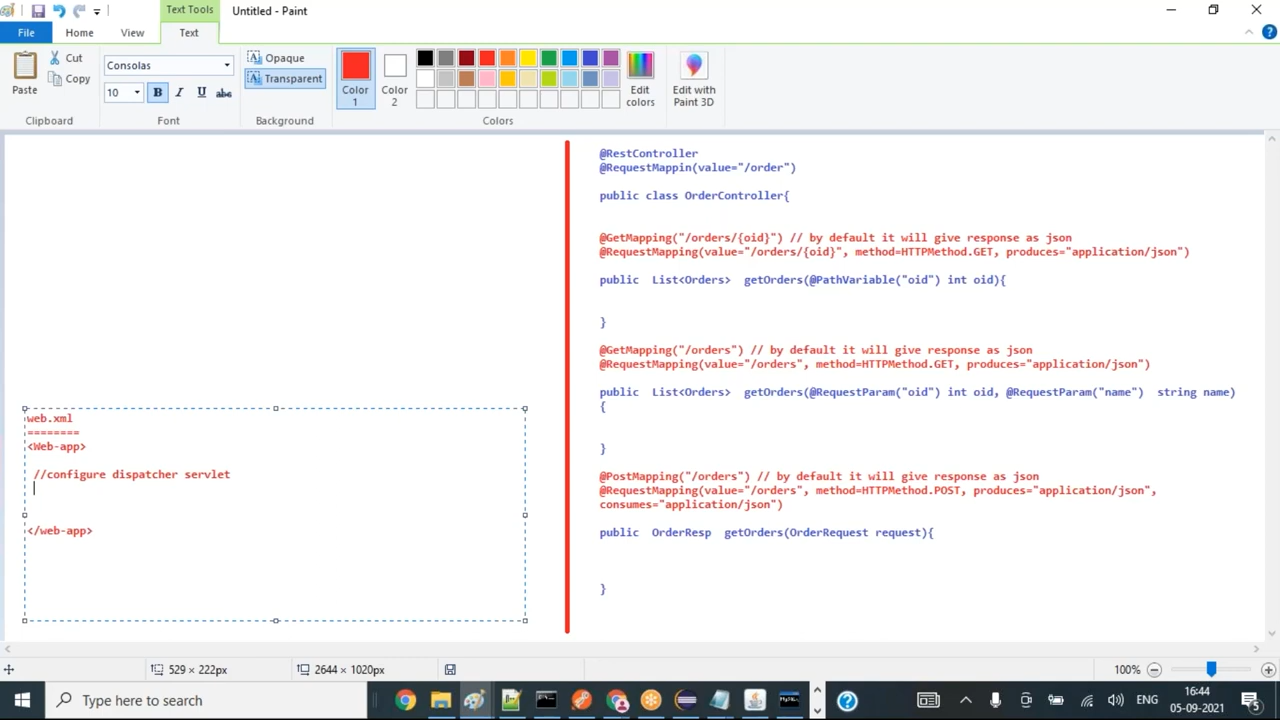 Text Tools
Untitled - Paint
File
Home
View
Text
Paste
Cut
Copy
Clipboard
Consolas
10
B
I
U
abc
Font
Opaque
Transparent
Background
Color
1
Color
2
Edit
colors
Colors
Edit with
Paint 3D
web.xml
========
<Web-app>
//configure dispatcher servlet
</web-app>
@RestController
@RequestMappin(value="/order")
public class OrderController{
@GetMapping("/orders/{oid}") // by default it will give response as json
@RequestMapping(value="/orders/{oid}", method=HTTPMethod.GET, produces="application/json")
public List<Orders> getOrders(@PathVariable("oid") int oid){
}
@GetMapping("/orders") // by default it will give response as json
@RequestMapping(value="/orders", method=HTTPMethod.GET, produces="application/json")
public List<Orders> getOrders(@RequestParam("oid") int oid, @RequestParam("name") string name)
{
}
@PostMapping("/orders") // by default it will give response as json
@RequestMapping(value="/orders", method=HTTPMethod.POST, produces="application/json",
consumes="application/json")
public OrderResp getOrders(OrderRequest request){
}
529 × 222px
2644 × 1020px
100%
Type here to search
ENG
16:44
05-09-2021
5